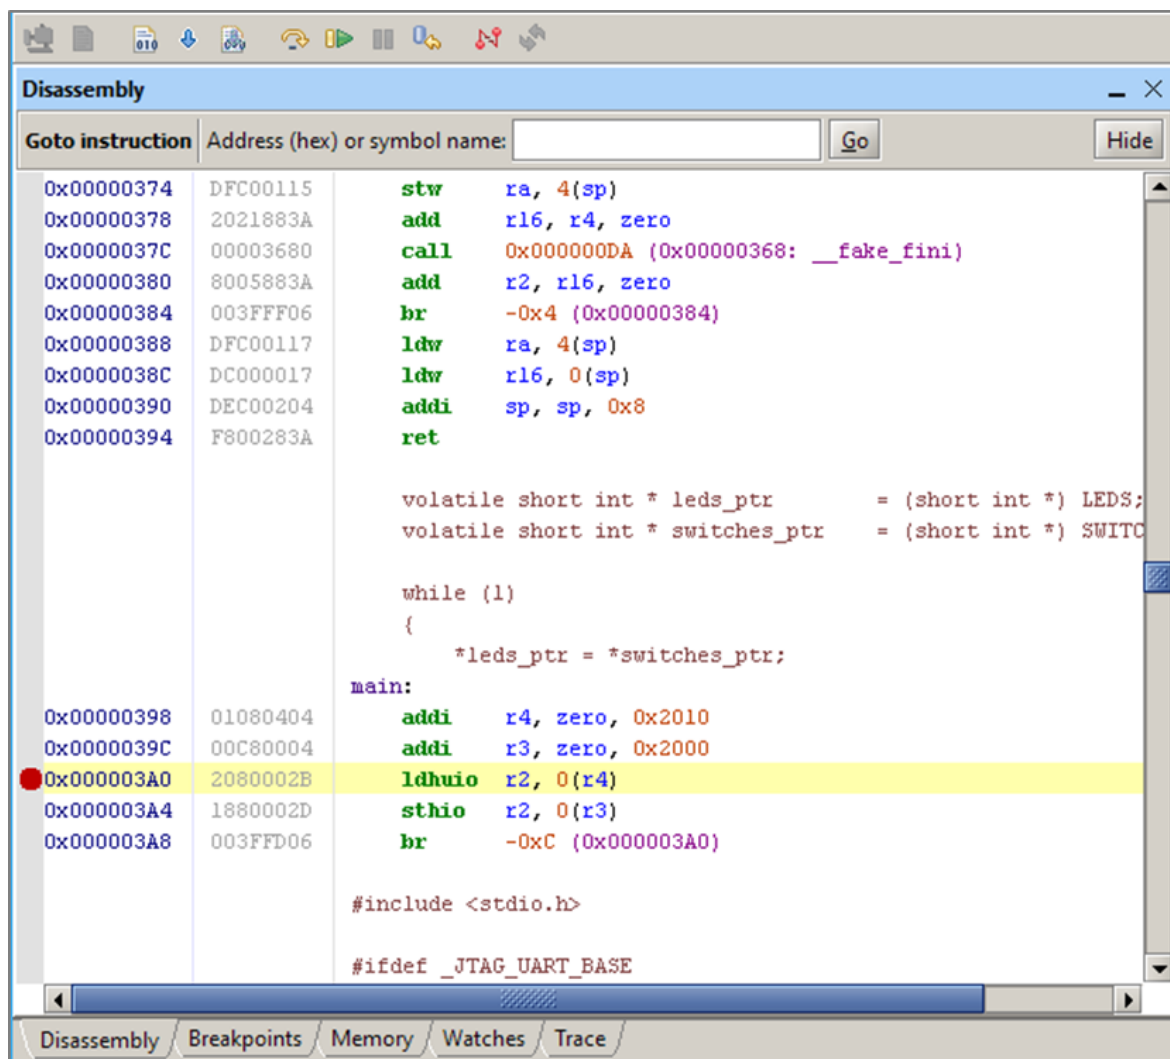 Disassembly
Goto instruction Address (hex) or symbol name: Go Hide
0x00000374 DFC00115 stw ra, 4(sp)
0x00000378 2021883A add r16, r4, zero
0x0000037C 00003680 call 0x000000DA (0x00000368: __fake_fini)
0x00000380 8005883A add r2, r16, zero
0x00000384 003FFF06 br -0x4 (0x00000384)
0x00000388 DFC00117 ldw ra, 4(sp)
0x0000038C DC000017 ldw r16, 0(sp)
0x00000390 DEC00204 addi sp, sp, 0x8
0x00000394 F800283A ret
volatile short int * leds_ptr = (short int *) LEDS;
volatile short int * switches_ptr = (short int *) SWITC
while (1)
{
*leds_ptr = *switches_ptr;
main:
0x00000398 01080404 addi r4, zero, 0x2010
0x0000039C 00C80004 addi r3, zero, 0x2000
0x000003A0 2080002B ldhuio r2, 0(r4)
0x000003A4 1880002D sthio r2, 0(r3)
0x000003A8 003FFD06 br -0xC (0x000003A0)
#include <stdio.h>
#ifdef _JTAG_UART_BASE
Disassembly Breakpoints Memory Watches Trace